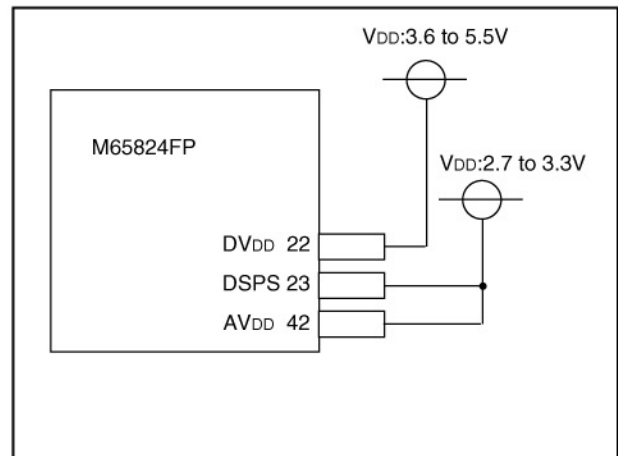 VDD:3.6 to 5.5V
M65824FP
VDD:2.7 to 3.3V
DVDD 22
DSPS 23
AVDD 42